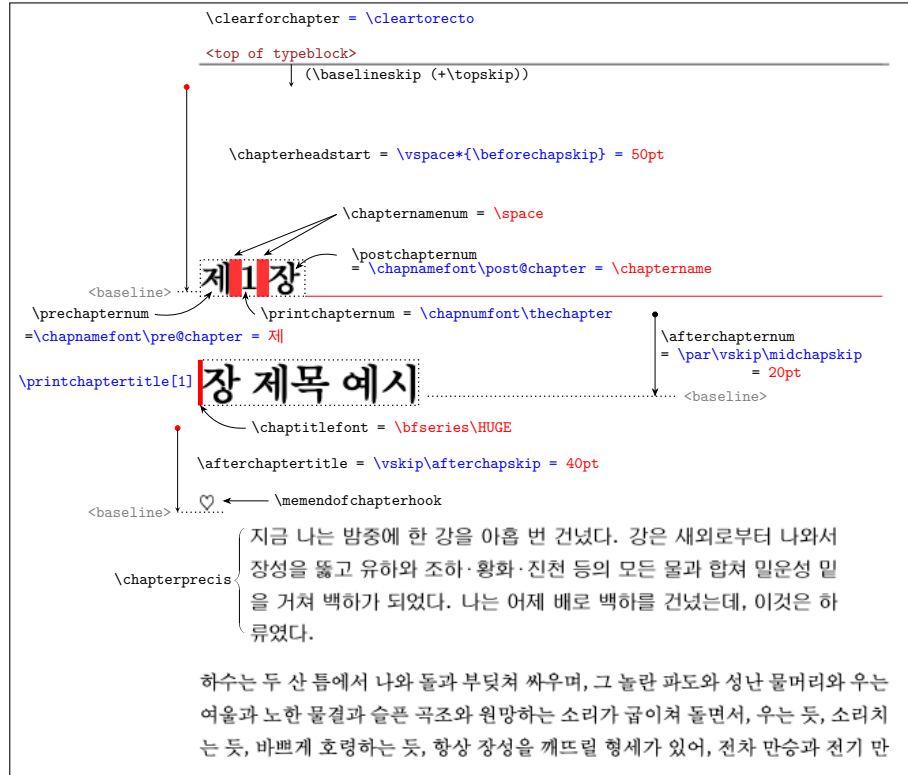 \clearforchapter = \cleartorecto
<top of typeblock>
(\baselineskip (+\topskip))
\chapterheadstart = \vspace*{\beforechapskip} = 50pt
\chapternamenum = \space
\postchapternum
= \chapnamefont\post@chapter = \chaptername
제 1 장
<baseline>
\prechapternum
=\chapnamefont\pre@chapter = 제
\printchapternum = \chapnumfont\thechapter
\afterchapternum
= \par\vskip\midchapskip
= 20pt
\printchaptertitle[1]
장 제목 예시
<baseline>
\chaptitlefont = \bfseries\HUGE
\afterchaptertitle = \vskip\afterchapskip = 40pt
♡
\memendofchapterhook
<baseline>
\chapterprecis
지금 나는 밤중에 한 강을 아홉 번 건넜다. 강은 새외로부터 나와서
장성을 뚫고 유하와 조하·황화·진천 등의 모든 물과 합쳐 밀운성 밑
을 거쳐 백하가 되었다. 나는 어제 배로 백하를 건넜는데, 이것은 하
류였다.
하수는 두 산 틈에서 나와 돌과 부딪쳐 싸우며, 그 놀란 파도와 성난 물머리와 우는
여울과 노한 물결과 슬픈 곡조와 원망하는 소리가 굽이쳐 돌면서, 우는 듯, 소리치
는 듯, 바쁘게 호령하는 듯, 항상 장성을 깨뜨릴 형세가 있어, 전차 만승과 전기 만